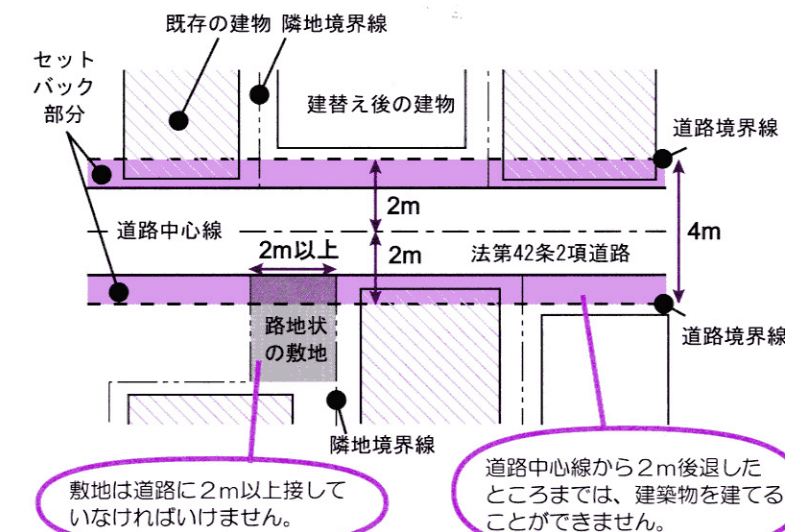 既存の建物 隣地境界線
セット
バック
部分
建替え後の建物
道路境界線
2m
道路中心線
4m
2m以上
2m
法第42条2項道路
路地状
の敷地
道路境界線
隣地境界線
敷地は道路に2m以上接して
いなければいけません。
道路中心線から2m後退した
ところまでは、建築物を建てる
ことができません。